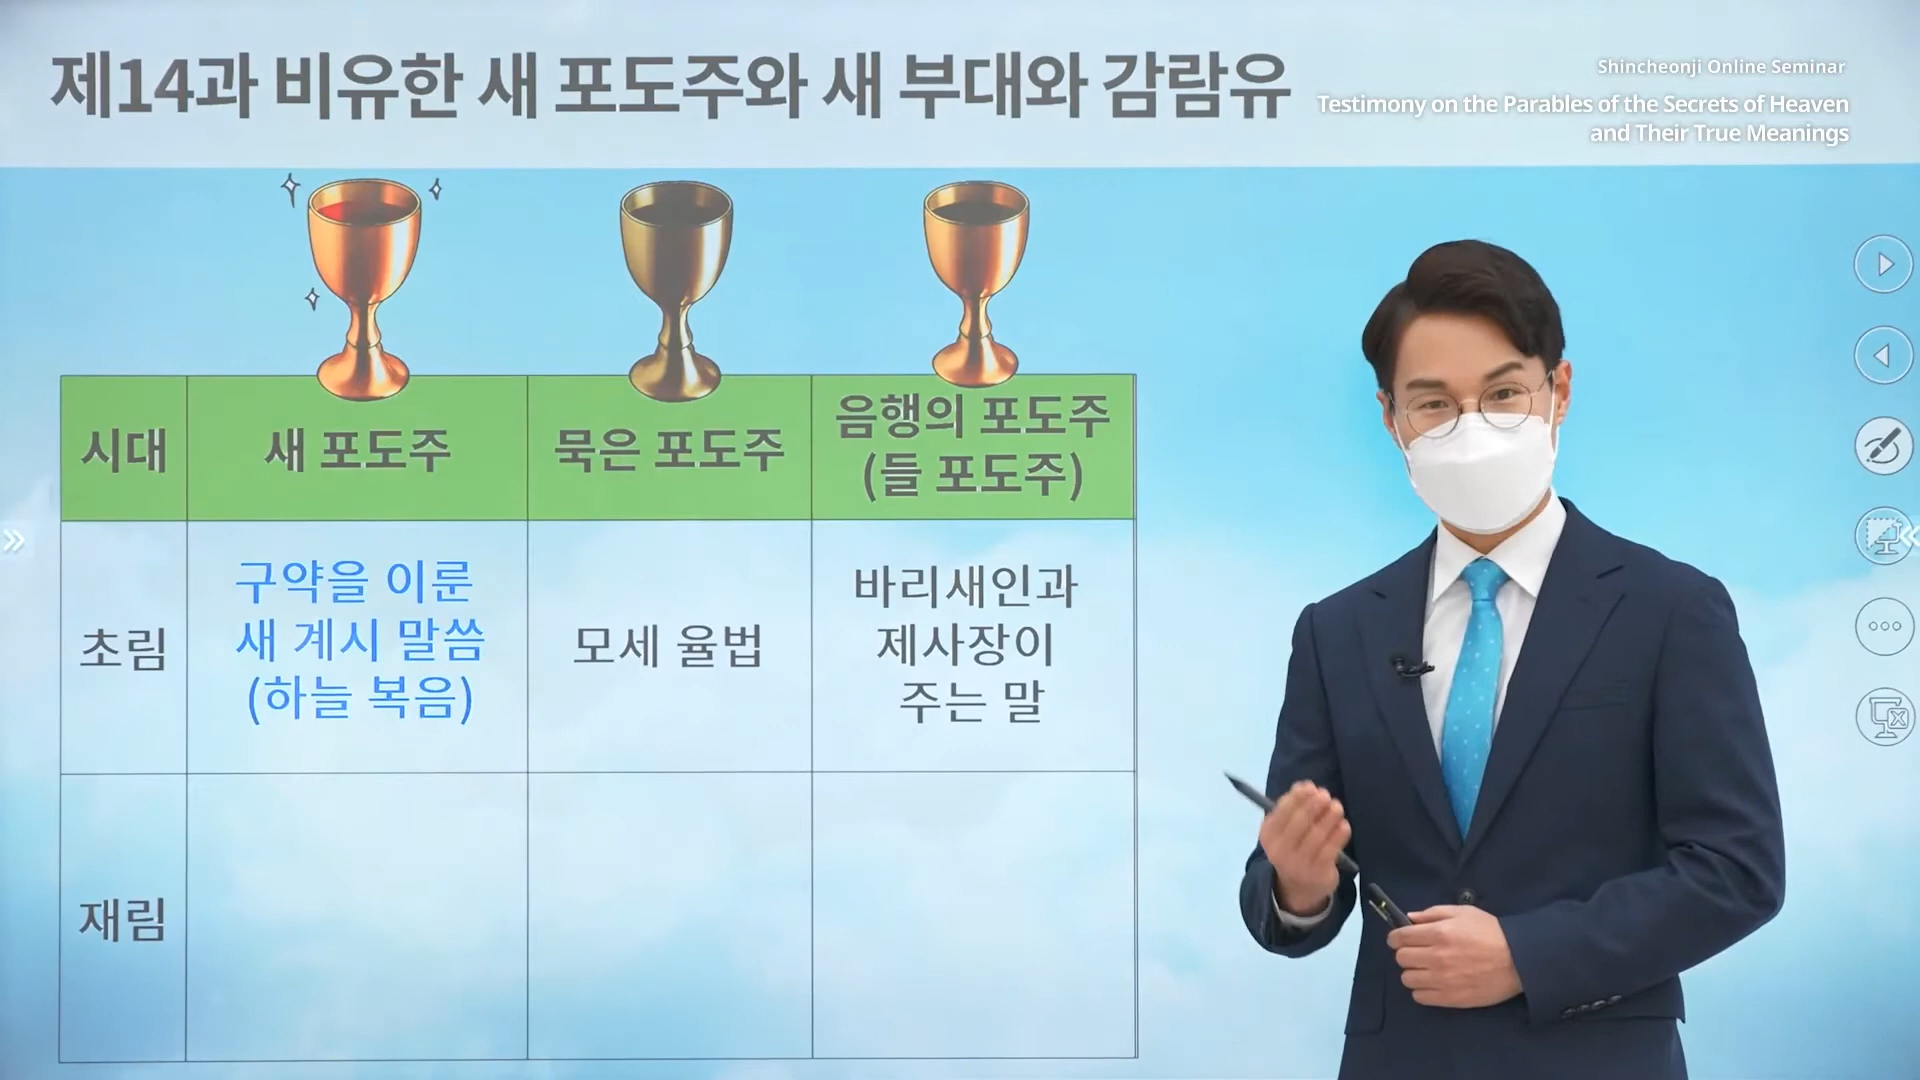 제14과 비유한 새 포도주와 새 부대와 감람유
Shincheonji Online Seminar
Testimony on the Parables of the Secrets of Heaven
and Their True Meanings
시대
새 포도주
묵은 포도주
음행의 포도주
(들 포도주)
초림
구약을 이룬
새 계시 말씀
(하늘 복음)
모세 율법
바리새인과
제사장이
주는 말
재림